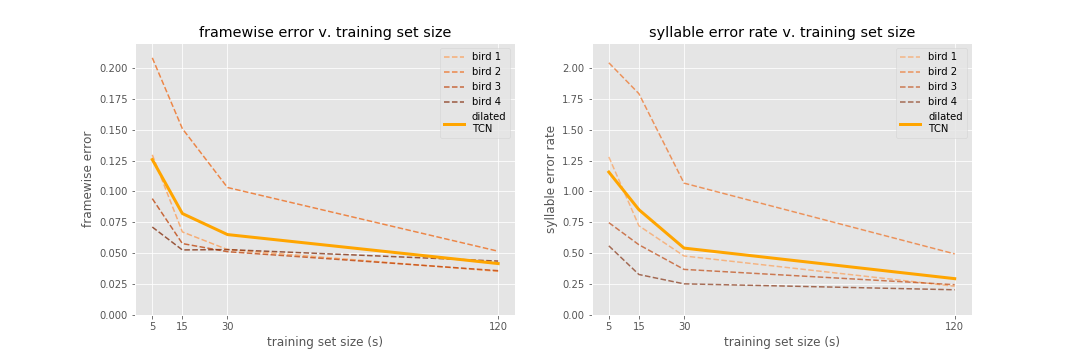 framewise error v. training set size
framewise error
0.200
0.175
0.150
0.125
0.100
0.075
0.050
0.025
0.000
5
15
30
120
training set size (s)
bird 1
bird 2
bird 3
bird 4
dilated
TCN
syllable error rate v. training set size
syllable error rate
2.00
1.75
1.50
1.25
1.00
0.75
0.50
0.25
0.00
5
15
30
120
training set size (s)
bird 1
bird 2
bird 3
bird 4
dilated
TCN